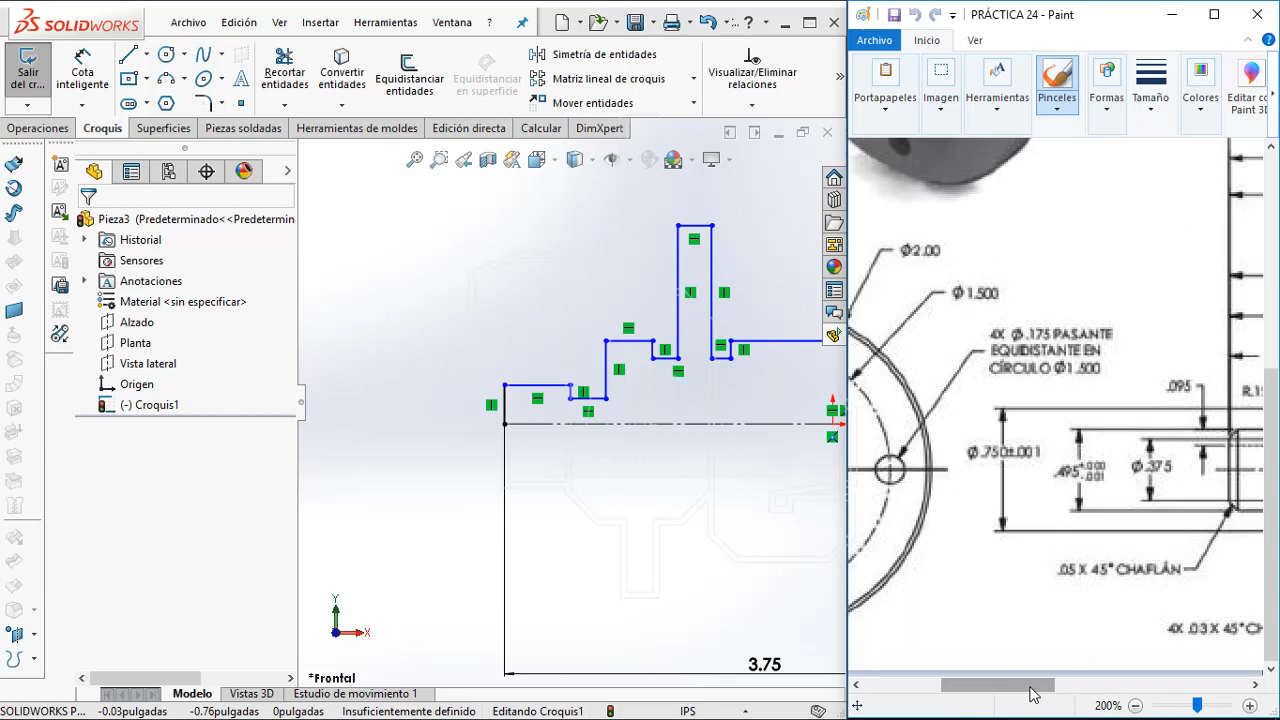 SOLIDWORKS
Archivo Edición Ver Insertar Herramientas Ventana ?
PRÁCTICA 24 - Paint
Archivo Inicio Ver
Salir del cr...
Cota inteligente
Recortar entidades
Convertir entidades
Equidistanciar entidades
Equidistanciar en superficie
Simetría de entidades
Matriz lineal de croquis
Mover entidades
Visualizar/Eliminar relaciones
Portapapeles
Imagen
Herramientas
Pinceles
Formas
Tamaño
Colores
Editar co
Paint 3D
Operaciones Croquis Superficies Piezas soldadas Herramientas de moldes Edición directa Calcular DimXpert
Pieza3 (Predeterminado<<Predetermin
Historial
Sensores
Anotaciones
Material <sin especificar>
Alzado
Planta
Vista lateral
Origen
(-) Croquis1
Ø2.00
Ø1.500
4X Ø.175 PASANTE
EQUIDISTANTE EN
CÍRCULO Ø1.500
.095
R.1
Ø.750±.001
.495+.000
-.001
Ø.375
.05 X 45° CHAFLÁN
4X .03 X 45°CH
Y
X
*Frontal
3.75
Modelo Vistas 3D Estudio de movimiento 1
SOLIDWORKS P... -0.03pulgadas -0.76pulgadas 0pulgadas Insuficientemente definido Editando Croquis1 IPS
200%